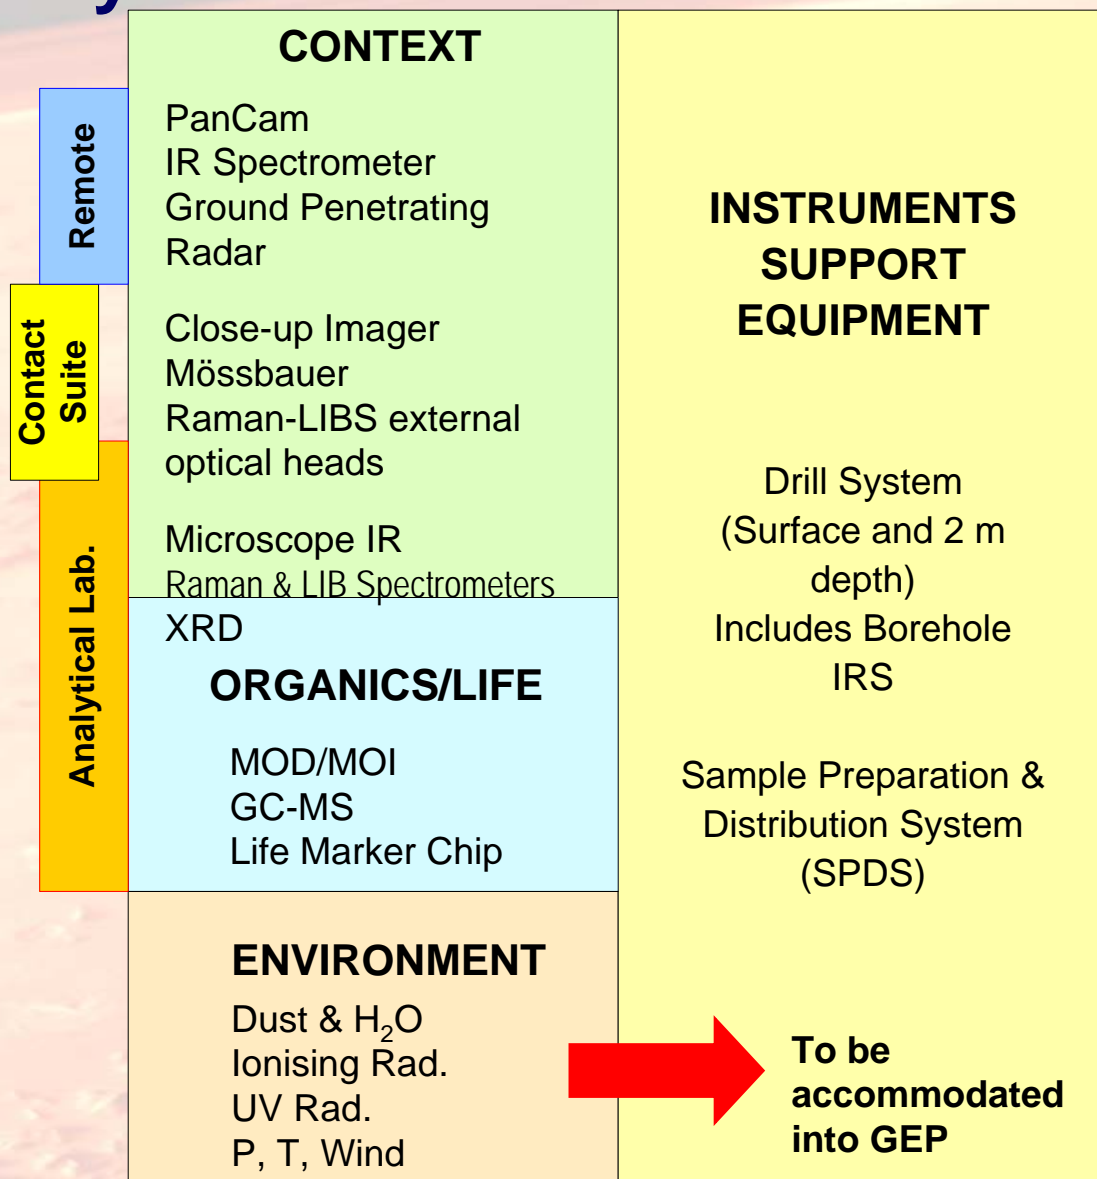 CONTEXT
Remote
PanCam
IR Spectrometer
Ground Penetrating
Radar
Contact
Suite
Close-up Imager
Mössbauer
Raman-LIBS external
optical heads
Analytical Lab.
Microscope IR
Raman & LIB Spectrometers
XRD
ORGANICS/LIFE
MOD/MOI
GC-MS
Life Marker Chip
ENVIRONMENT
Dust & H₂O
Ionising Rad.
UV Rad.
P, T, Wind
INSTRUMENTS
SUPPORT
EQUIPMENT
Drill System
(Surface and 2 m
depth)
Includes Borehole
IRS
Sample Preparation &
Distribution System
(SPDS)
To be
accommodated
into GEP